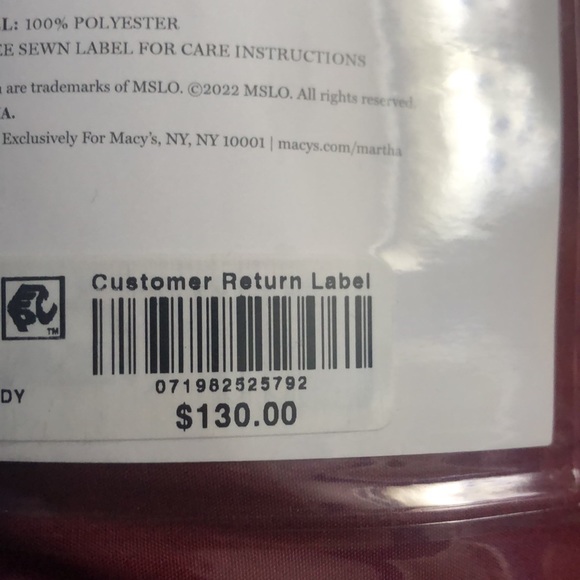 L: 100% POLYESTER
E SEWN LABEL FOR CARE INSTRUCTIONS
are trademarks of MSLO. ©2022 MSLO. All rights reserved.
A.
Exclusively For Macy's, NY, NY 10001 | macys.com/martha
Customer Return Label
TM
071982525792
DY
$130.00